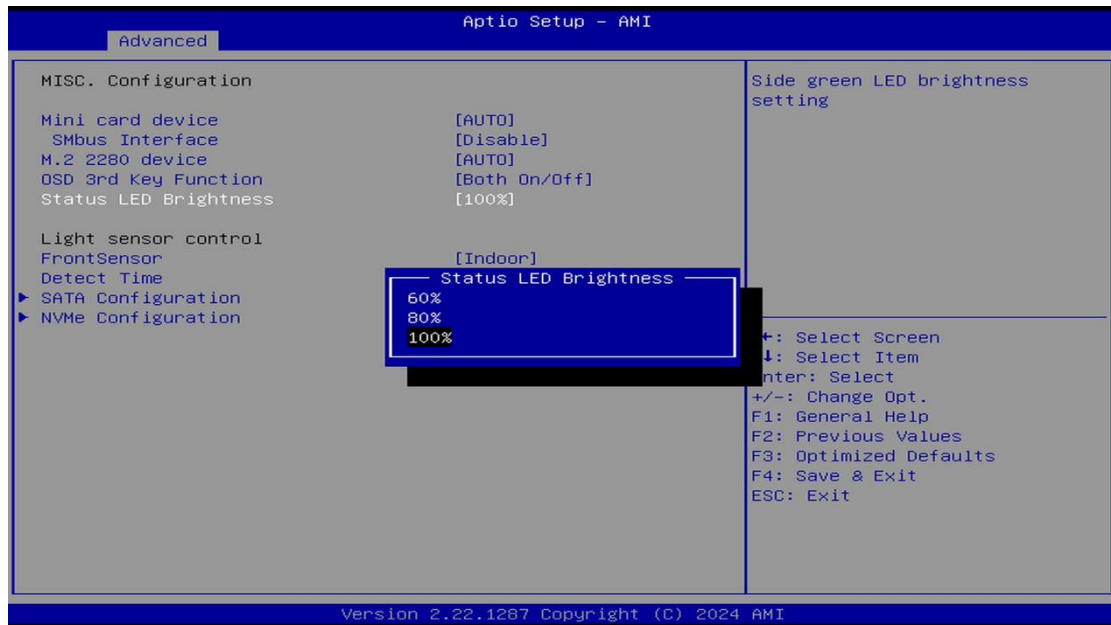 Aptio Setup – AMI
Advanced
MISC. Configuration
Mini card device [AUTO]
SMbus Interface [Disable]
M.2 2280 device [AUTO]
OSD 3rd Key Function [Both On/Off]
Status LED Brightness [100%]
Light sensor control
FrontSensor [Indoor]
Detect Time
► SATA Configuration
► NVMe Configuration
Status LED Brightness
60%
80%
100%
Side green LED brightness
setting
: Select Screen
: Select Item
nter: Select
+/-: Change Opt.
F1: General Help
F2: Previous Values
F3: Optimized Defaults
F4: Save & Exit
ESC: Exit
Version 2.22.1287 Copyright (C) 2024 AMI